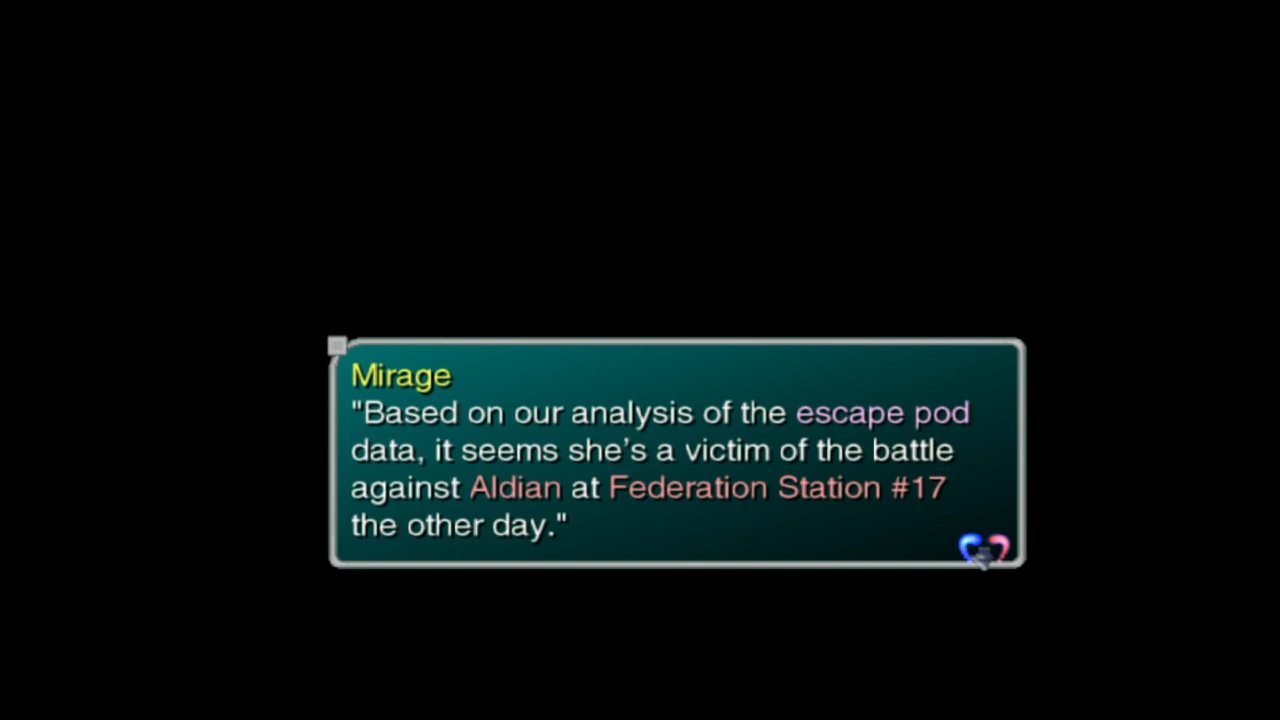 Mirage
"Based on our analysis of the escape pod
data, it seems she's a victim of the battle
against Aldian at Federation Station #17
the other day."